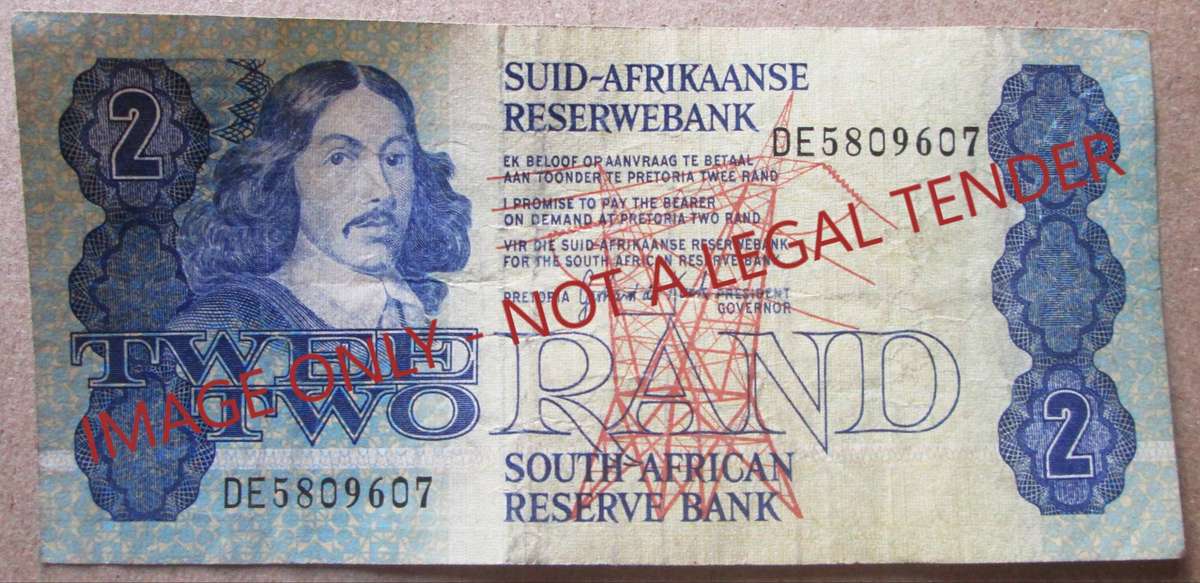 2
SUID-AFRIKAANSE
RESERWEBANK
DE5809607
EK BELOOF OP AANVRAAG TE BETAAL
AAN TOONDER TE PRETORIA TWEE RAND
I PROMISE TO PAY THE BEARER
ON DEMAND AT PRETORIA TWO RAND
VIR DIE SUID-AFRIKAANSE RESERWEBANK
FOR THE SOUTH AFRICAN RESERVE BANK
PRETORIA PRESIDENT
GOVERNOR
TWEE
TWO RAND
2
SOUTH-AFRICAN
RESERVE BANK
DE5809607
IMAGE ONLY - NOT A LEGAL TENDER